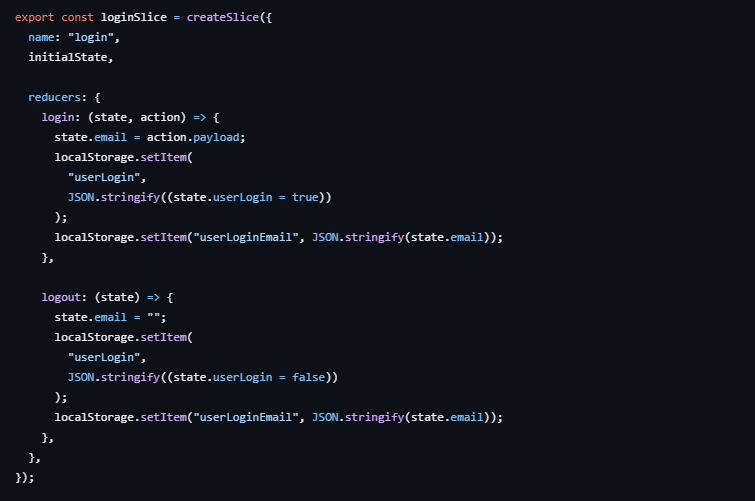 export const loginSlice = createSlice({
  name: "login",
  initialState,

  reducers: {
    login: (state, action) => {
      state.email = action.payload;
      localStorage.setItem(
        "userLogin",
        JSON.stringify((state.userLogin = true))
      );
      localStorage.setItem("userLoginEmail", JSON.stringify(state.email));
    },

    logout: (state) => {
      state.email = "";
      localStorage.setItem(
        "userLogin",
        JSON.stringify((state.userLogin = false))
      );
      localStorage.setItem("userLoginEmail", JSON.stringify(state.email));
    },
  },
});